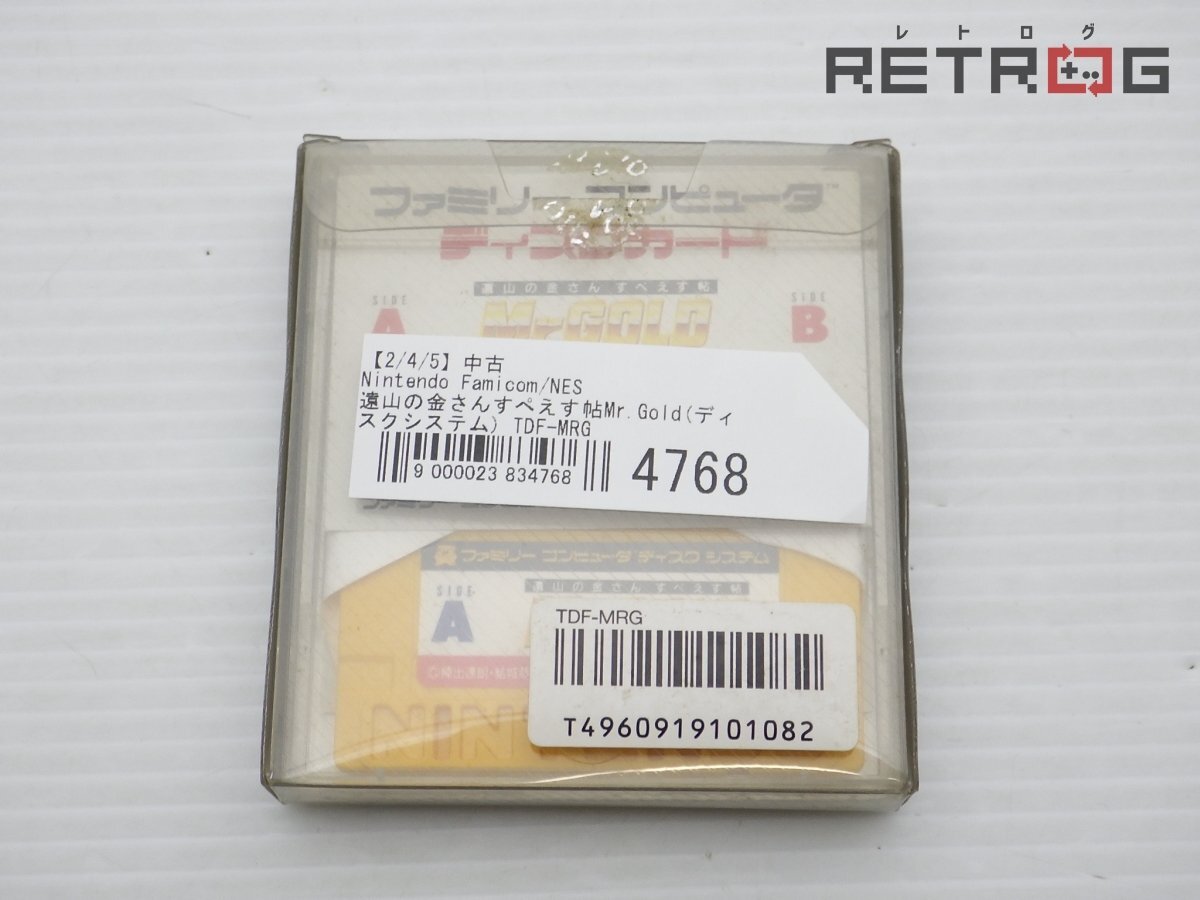 レトログ
RETROG
ファミリー コンピュータ™
ディスクカード
遠山の金さん すぺえす帖
SIDE
A
Mr.GOLD
SIDE
B
【2/4/5】中古
Nintendo Famicom/NES
遠山の金さんすぺえす帖Mr.Gold(ディ
スクシステム) TDF-MRG
9 000023 834768
4768
ファミリー コンピュータ ディスク システム
SIDE
A
遠山の金さん すぺえす帖
TDF-MRG
T4960919101082
NIN